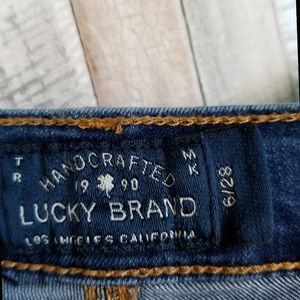 TR
HANDCRAFTED
MK
19 90
LUCKY BRAND
LOS ANGELES CALIFORNIA
6/28